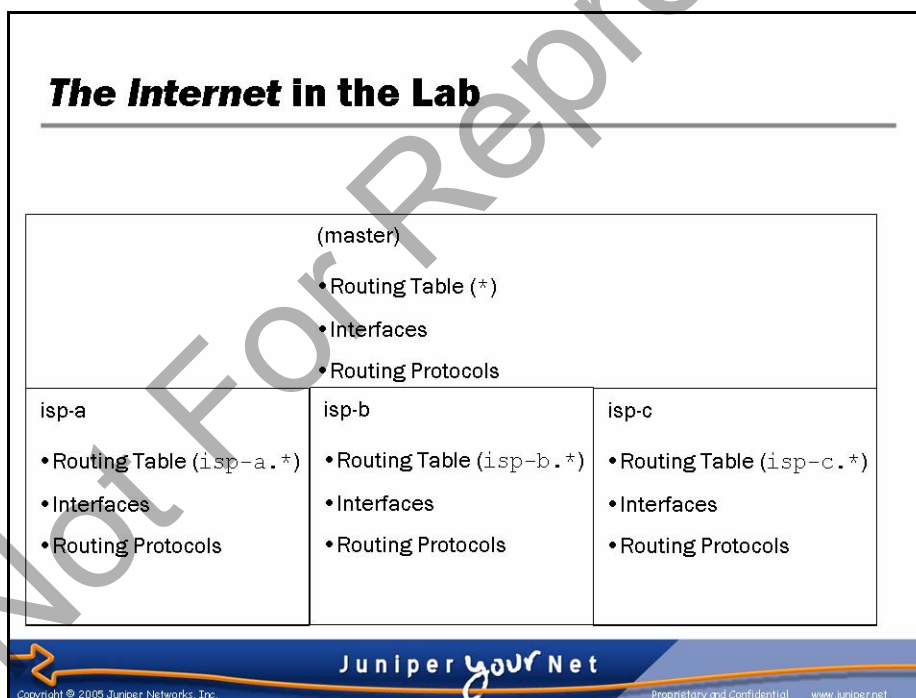 The Internet in the Lab
(master)
•Routing Table (*)
•Interfaces
•Routing Protocols
isp-a
•Routing Table (isp-a.*)
•Interfaces
•Routing Protocols
isp-b
•Routing Table (isp-b.*)
•Interfaces
•Routing Protocols
isp-c
•Routing Table (isp-c.*)
•Interfaces
•Routing Protocols
Not For Repro
Juniper your Net
Copyright © 2005 Juniper Networks, Inc.
Proprietary and Confidential
www.juniper.net